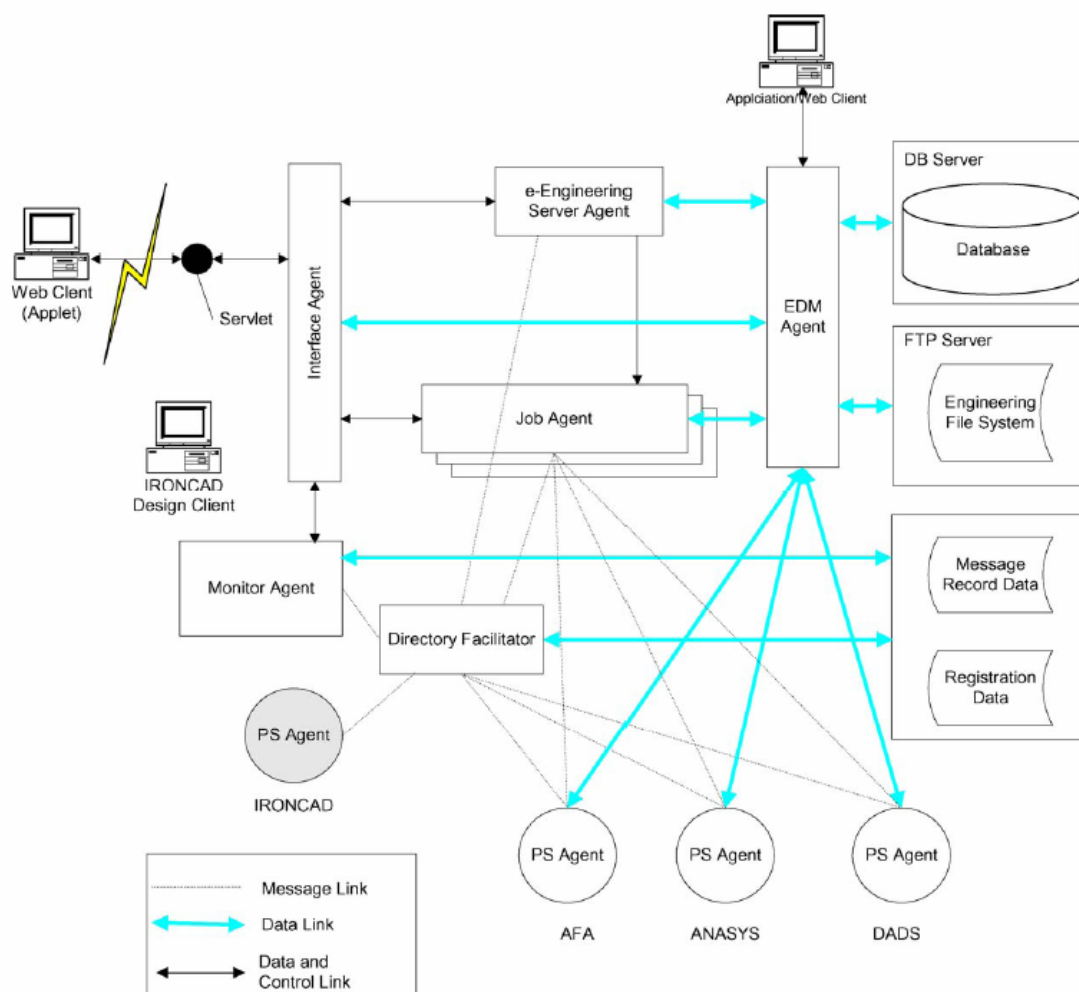 Applciation/Web Client
DB Server
e-Engineering
Server Agent
Database
Web Clent
(Applet)
Servlet
Interface Agent
EDM
Agent
FTP Server
Engineering
File System
Job Agent
IRONCAD
Design Client
Monitor Agent
Message
Record Data
Directory Facilitator
Registration
Data
PS Agent
IRONCAD
PS Agent
PS Agent
PS Agent
AFA
ANASYS
DADS
Message Link
Data Link
Data and
Control Link